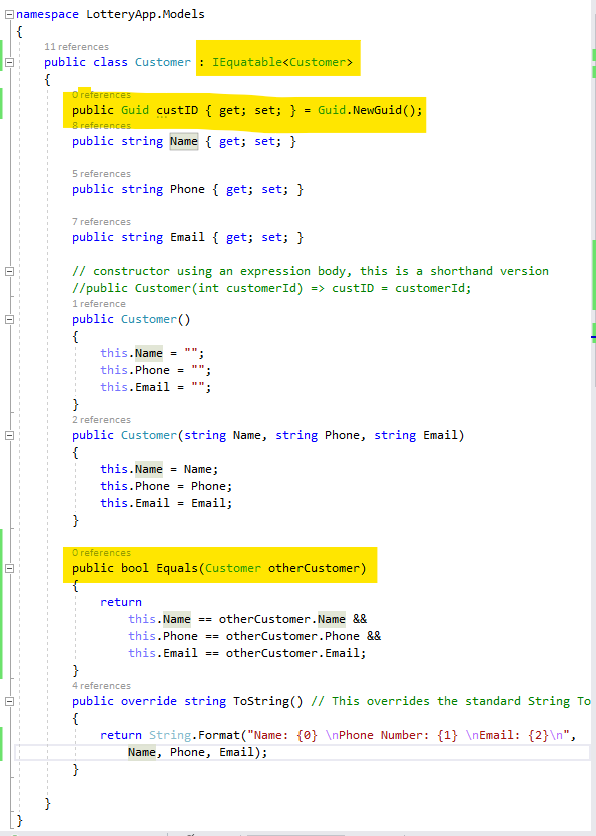 namespace LotteryApp.Models
{
11 references
public class Customer : IEquatable<Customer>
{
0 references
public Guid custID { get; set; } = Guid.NewGuid();
8 references
public string Name { get; set; }
5 references
public string Phone { get; set; }
7 references
public string Email { get; set; }
// constructor using an expression body, this is a shorthand version
//public Customer(int customerId) => custID = customerId;
1 reference
public Customer()
{
this.Name = "";
this.Phone = "";
this.Email = "";
}
2 references
public Customer(string Name, string Phone, string Email)
{
this.Name = Name;
this.Phone = Phone;
this.Email = Email;
}
0 references
public bool Equals(Customer otherCustomer)
{
return
this.Name == otherCustomer.Name &&
this.Phone == otherCustomer.Phone &&
this.Email == otherCustomer.Email;
}
4 references
public override string ToString() // This overrides the standard String To
{
return String.Format("Name: {0} \nPhone Number: {1} \nEmail: {2}\n",
Name, Phone, Email);
}
}
}